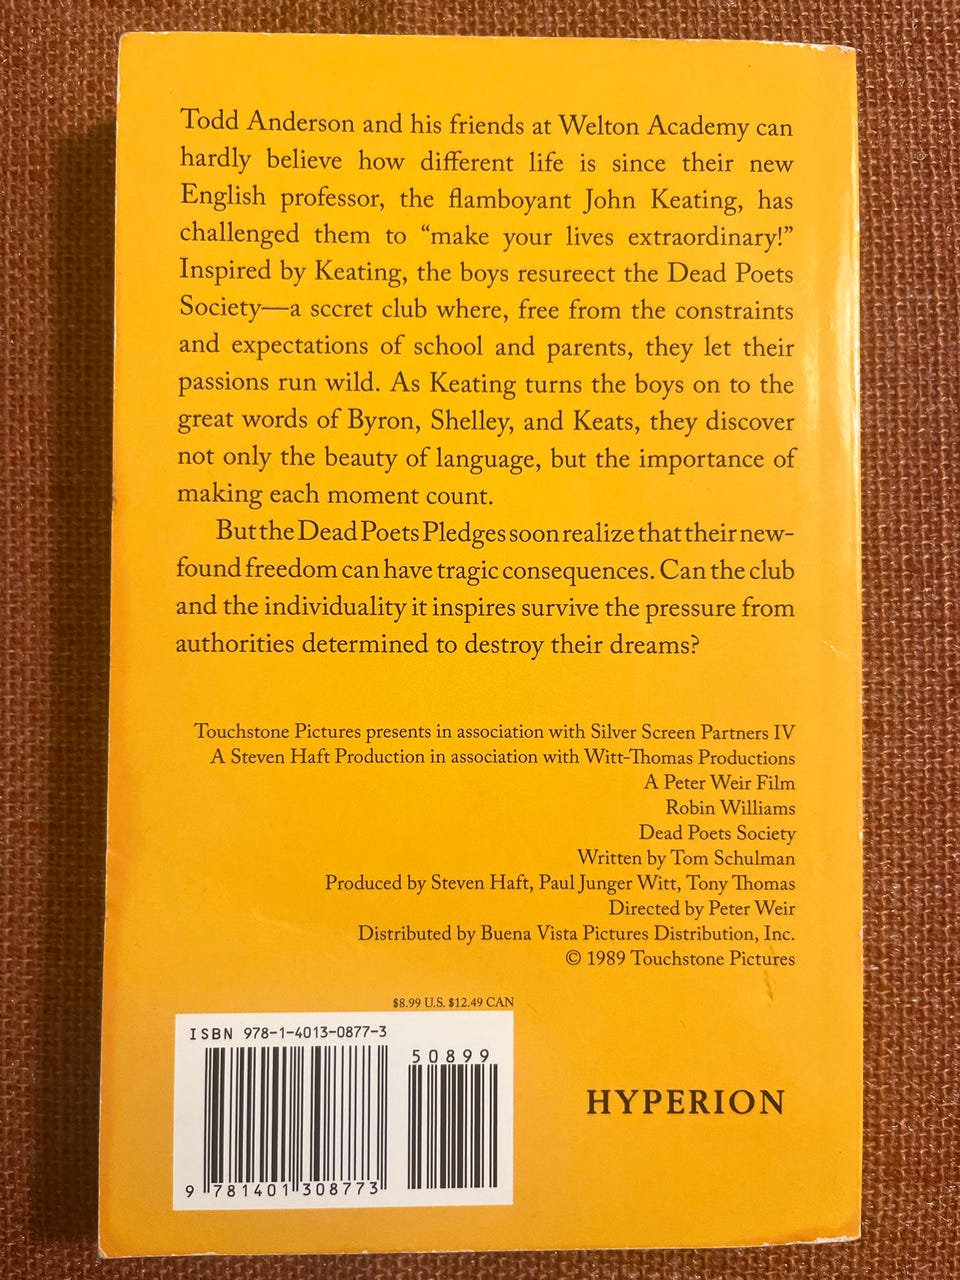 Todd Anderson and his friends at Welton Academy can
hardly believe how different life is since their new
English professor, the flamboyant John Keating, has
challenged them to “make your lives extraordinary!”
Inspired by Keating, the boys resureect the Dead Poets
Society—a sccret club where, free from the constraints
and expectations of school and parents, they let their
passions run wild. As Keating turns the boys on to the
great words of Byron, Shelley, and Keats, they discover
not only the beauty of language, but the importance of
making each moment count.
But the Dead Poets Pledges soon realize that their new-
found freedom can have tragic consequences. Can the club
and the individuality it inspires survive the pressure from
authorities determined to destroy their dreams?
Touchstone Pictures presents in association with Silver Screen Partners IV
A Steven Haft Production in association with Witt-Thomas Productions
A Peter Weir Film
Robin Williams
Dead Poets Society
Written by Tom Schulman
Produced by Steven Haft, Paul Junger Witt, Tony Thomas
Directed by Peter Weir
Distributed by Buena Vista Pictures Distribution, Inc.
© 1989 Touchstone Pictures
$8.99 U.S. $12.49 CAN
ISBN 978-1-4013-0877-3
50899
9 781401 308773
HYPERION